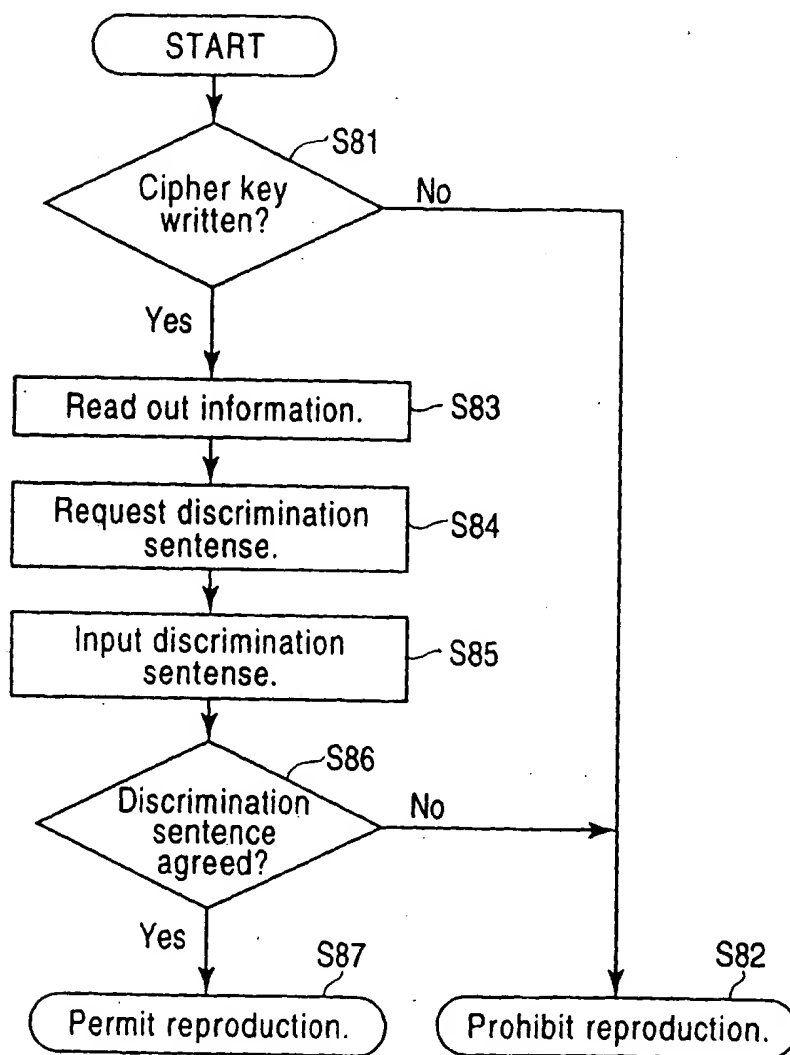 START
S81
Cipher key
written?
No
Yes
Read out information.
S83
Request discrimination
sentense.
S84
Input discrimination
sentense.
S85
S86
Discrimination
sentence
agreed?
No
Yes
S87
Permit reproduction.
S82
Prohibit reproduction.